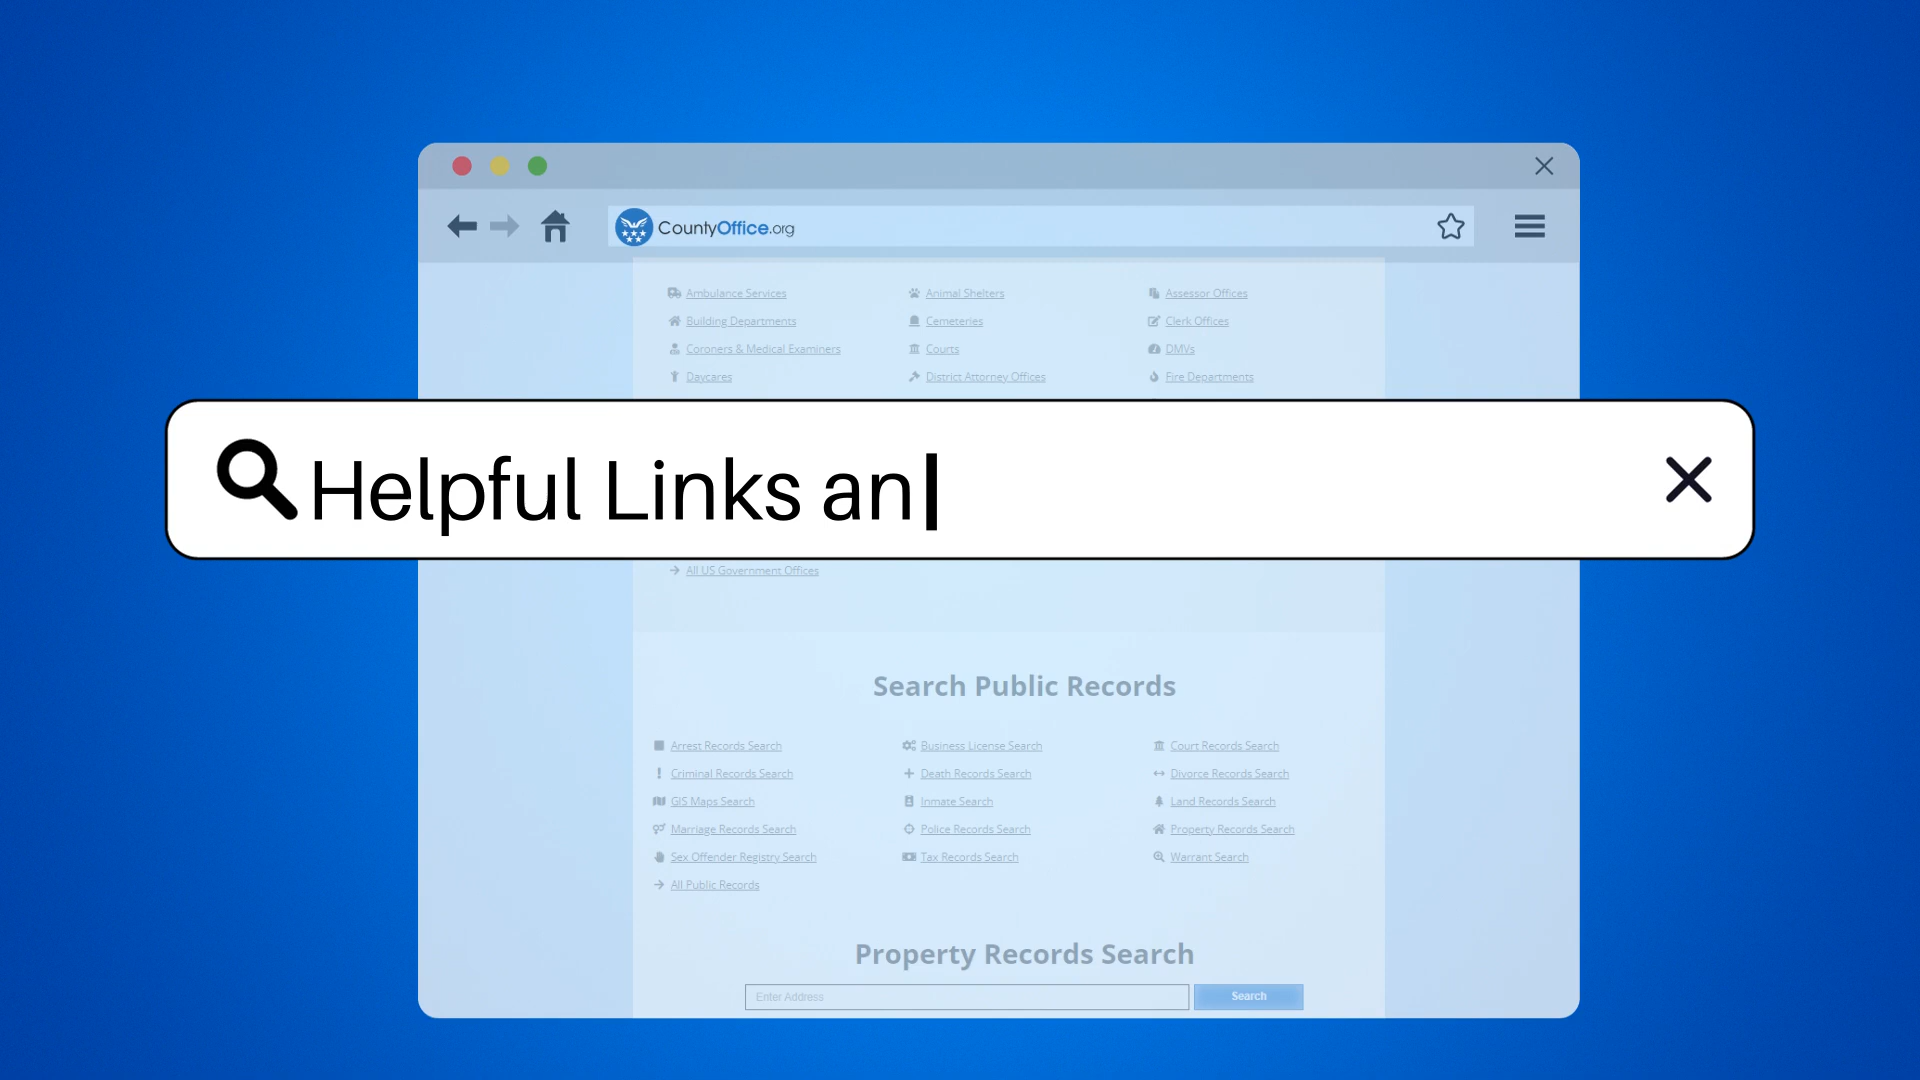 CountyOffice.org
Ambulance Services Animal Shelters Assessor Offices
Building Departments Cemeteries Clerk Offices
Coroners & Medical Examiners Courts DMVs
Daycares District Attorney Offices Fire Departments
Helpful Links an
All US Government Offices
Search Public Records
Arrest Records Search Business License Search Court Records Search
Criminal Records Search Death Records Search Divorce Records Search
GIS Maps Search Inmate Search Land Records Search
Marriage Records Search Police Records Search Property Records Search
Sex Offender Registry Search Tax Records Search Warrant Search
All Public Records
Property Records Search
Enter Address Search